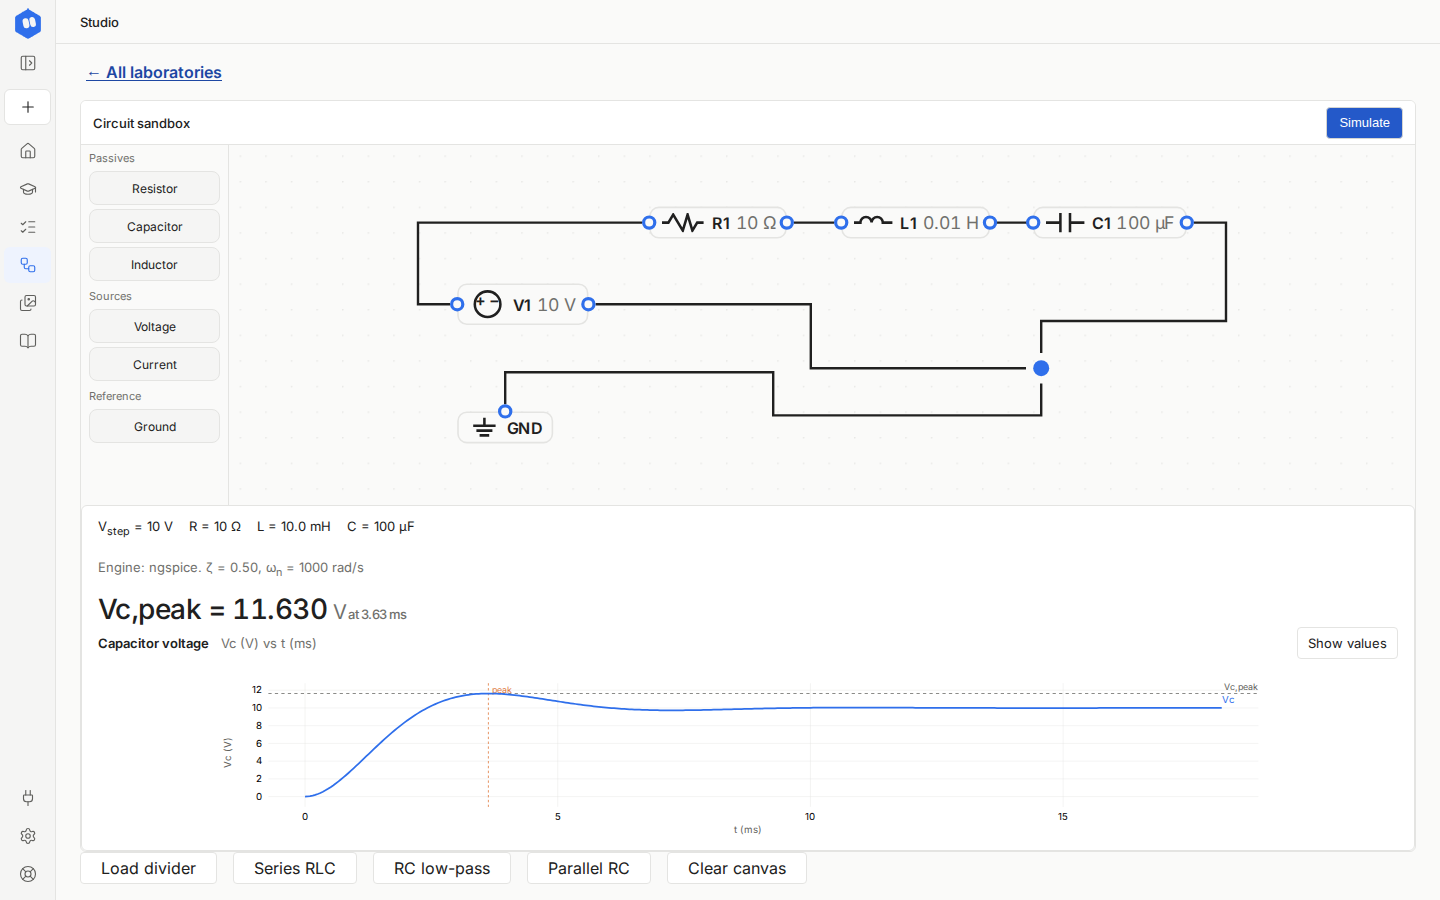 Studio
← All laboratories
Circuit sandbox
Simulate
Passives
Resistor
Capacitor
Inductor
Sources
Voltage
Current
Reference
Ground
R1 10 Ω
L1 0.01 H
C1 100 µF
V1 10 V
GND
Vstep = 10 V R = 10 Ω L = 10.0 mH C = 100 µF
Engine: ngspice. ζ = 0.50, ωn = 1000 rad/s
Vc,peak = 11.630 V at 3.63 ms
Capacitor voltage Vc (V) vs t (ms)
Show values
peak
Vc,peak
Vc
Vc (V)
12
10
8
6
4
2
0
0 5 10 15
t (ms)
Load divider
Series RLC
RC low-pass
Parallel RC
Clear canvas